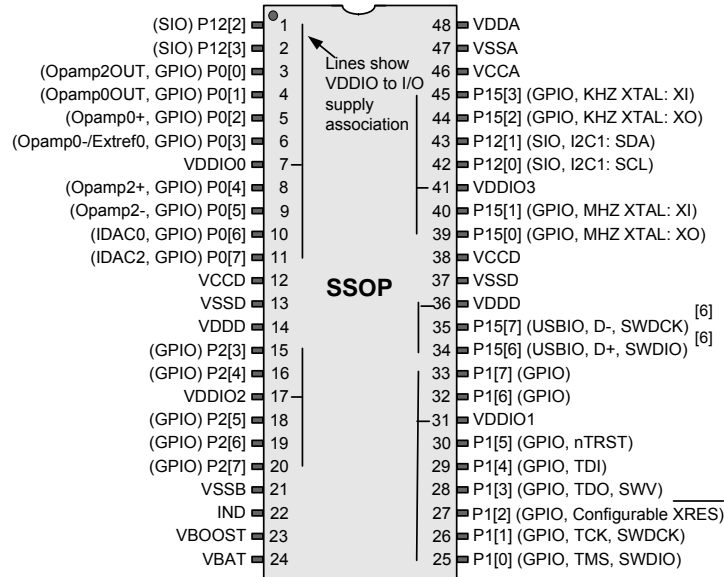 (SIO) P12[2] 1
(SIO) P12[3] 2
(Opamp2OUT, GPIO) P0[0] 3
(Opamp0OUT, GPIO) P0[1] 4
(Opamp0+, GPIO) P0[2] 5
(Opamp0-/Extref0, GPIO) P0[3] 6
VDDIO0 7
(Opamp2+, GPIO) P0[4] 8
(Opamp2-, GPIO) P0[5] 9
(IDAC0, GPIO) P0[6] 10
(IDAC2, GPIO) P0[7] 11
VCCD 12
VSSD 13
VDDD 14
(GPIO) P2[3] 15
(GPIO) P2[4] 16
VDDIO2 17
(GPIO) P2[5] 18
(GPIO) P2[6] 19
(GPIO) P2[7] 20
VSSB 21
IND 22
VBOOST 23
VBAT 24
Lines show
VDDIO to I/O
supply
association
SSOP
48 VDDA
47 VSSA
46 VCCA
45 P15[3] (GPIO, KHZ XTAL: XI)
44 P15[2] (GPIO, KHZ XTAL: XO)
43 P12[1] (SIO, I2C1: SDA)
42 P12[0] (SIO, I2C1: SCL)
41 VDDIO3
40 P15[1] (GPIO, MHZ XTAL: XI)
39 P15[0] (GPIO, MHZ XTAL: XO)
38 VCCD
37 VSSD
36 VDDD
35 P15[7] (USBIO, D-, SWDCK) [6]
34 P15[6] (USBIO, D+, SWDIO) [6]
33 P1[7] (GPIO)
32 P1[6] (GPIO)
31 VDDIO1
30 P1[5] (GPIO, nTRST)
29 P1[4] (GPIO, TDI)
28 P1[3] (GPIO, TDO, SWV)
27 P1[2] (GPIO, Configurable XRES)
26 P1[1] (GPIO, TCK, SWDCK)
25 P1[0] (GPIO, TMS, SWDIO)